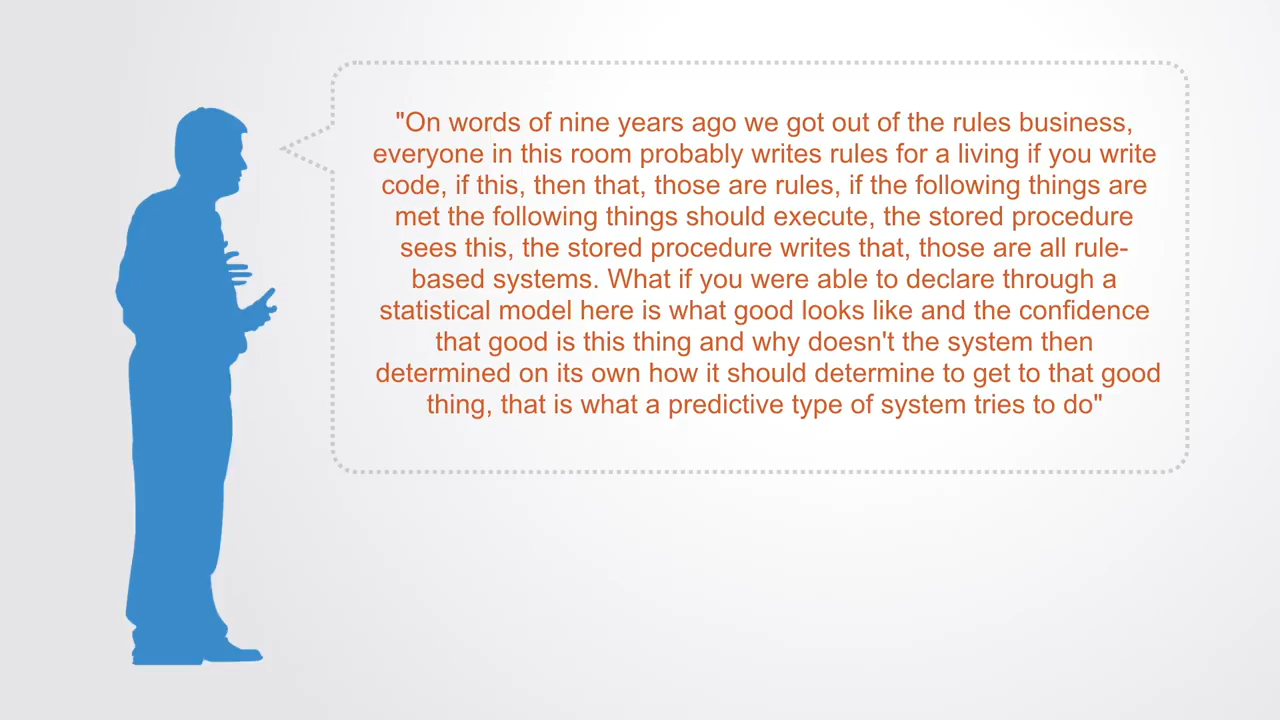 "On words of nine years ago we got out of the rules business,
everyone in this room probably writes rules for a living if you write
code, if this, then that, those are rules, if the following things are
met the following things should execute, the stored procedure
sees this, the stored procedure writes that, those are all rule-
based systems. What if you were able to declare through a
statistical model here is what good looks like and the confidence
that good is this thing and why doesn't the system then
determined on its own how it should determine to get to that good
thing, that is what a predictive type of system tries to do"